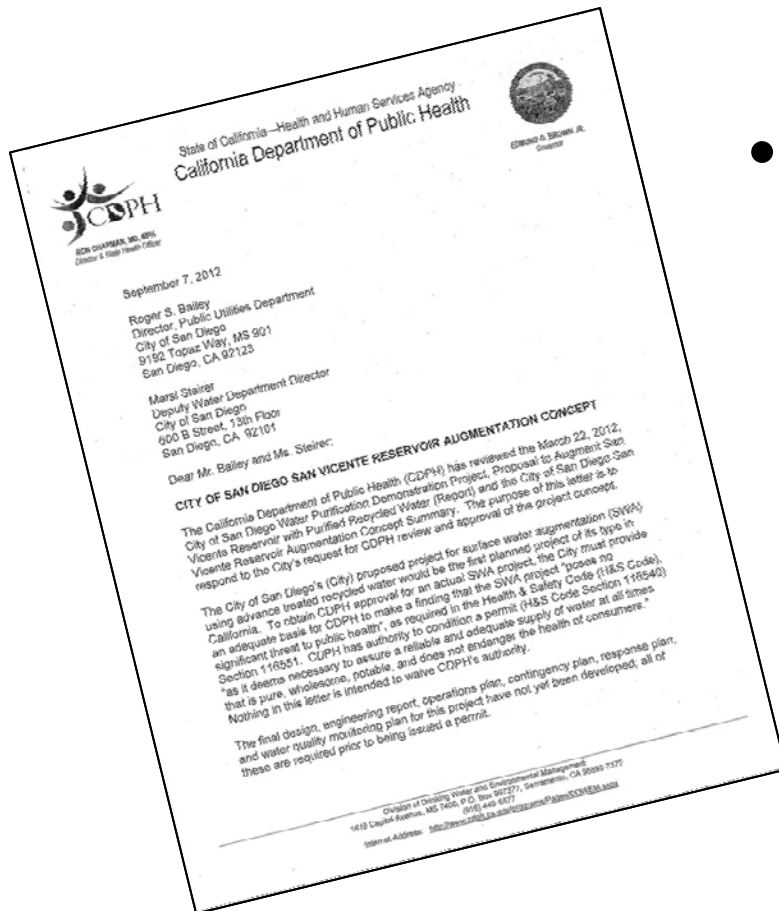 State of California—Health and Human Services Agency
California Department of Public Health
CDPH
RON CHAPMAN, MD, MPH
Director & State Health Officer
EDMUND G. BROWN JR.
Governor
September 7, 2012
Roger S. Bailey
Director, Public Utilities Department
City of San Diego
9192 Topaz Way, MS 901
San Diego, CA 92123
Marsi Steirer
Deputy Water Department Director
City of San Diego
600 B Street, 13th Floor
San Diego, CA 92101
Dear Mr. Bailey and Ms. Steirer:
CITY OF SAN DIEGO SAN VICENTE RESERVOIR AUGMENTATION CONCEPT
The California Department of Public Health (CDPH) has reviewed the March 22, 2012,
City of San Diego Water Purification Demonstration Project, Proposal to Augment San
Vicente Reservoir with Purified Recycled Water (Report) and the City of San Diego San
Vicente Reservoir Augmentation Concept Summary. The purpose of this letter is to
respond to the City's request for CDPH review and approval of the project concept.
The City of San Diego's (City) proposed project for surface water augmentation (SWA)
using advance treated recycled water would be the first planned project of its type in
California. To obtain CDPH approval for an actual SWA project, the City must provide
an adequate basis for CDPH to make a finding that the SWA project "poses no
significant threat to public health", as required in the Health & Safety Code (H&S Code),
Section 116551. CDPH has authority to condition a permit (H&S Code Section 116540)
"as it deems necessary to assure a reliable and adequate supply of water at all times
that is pure, wholesome, potable, and does not endanger the health of consumers."
Nothing in this letter is intended to waive CDPH's authority.
The final design, engineering report, operations plan, contingency plan, response plan,
and water quality monitoring plan for this project have not yet been developed; all of
these are required prior to being issued a permit.
Division of Drinking Water and Environmental Management
1616 Capitol Avenue, MS 7400, P.O. Box 997377, Sacramento, CA 95899-7377
(916) 449-5577
Internet Address: